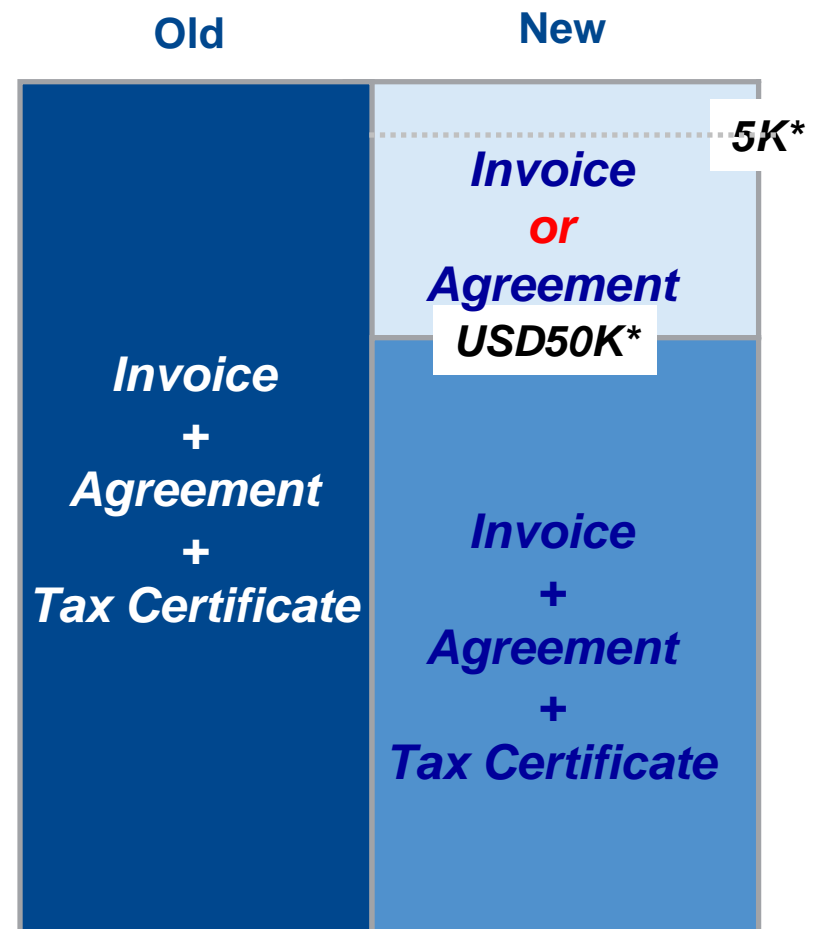 Old
New
Invoice
+
Agreement
+
Tax Certificate
5K*
Invoice
or
Agreement
USD50K*
Invoice
+
Agreement
+
Tax Certificate